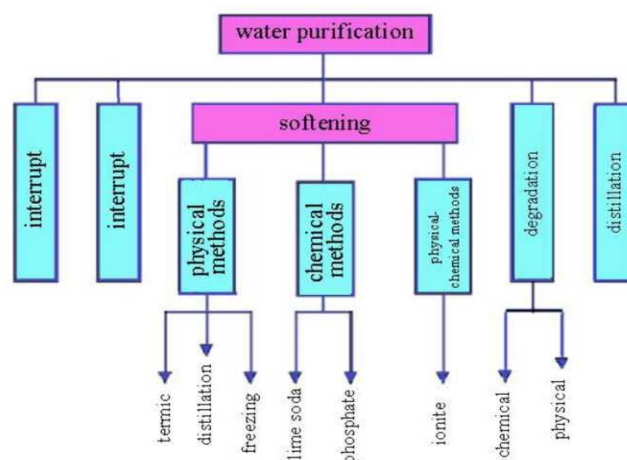 water purification
interrupt
interrupt
softening
degradation
distillation
physical
methods
chemical
methods
physical-
chemical methods
termic
distillation
freezing
lime soda
phosphate
ionite
chemical
physical